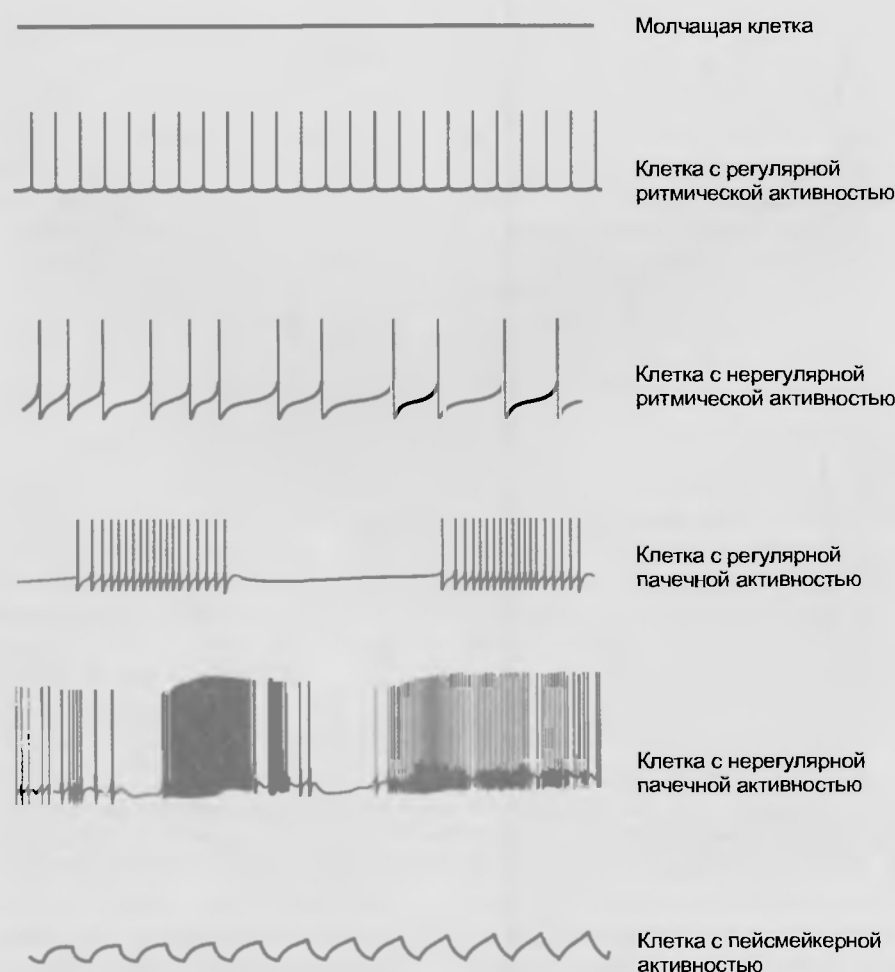 Молчащая клетка
Клетка с регулярной
ритмической активностью
Клетка с нерегулярной
ритмической активностью
Клетка с регулярной
пачечной активностью
Клетка с нерегулярной
пачечной активностью
Клетка с пейсмейкерной
активностью